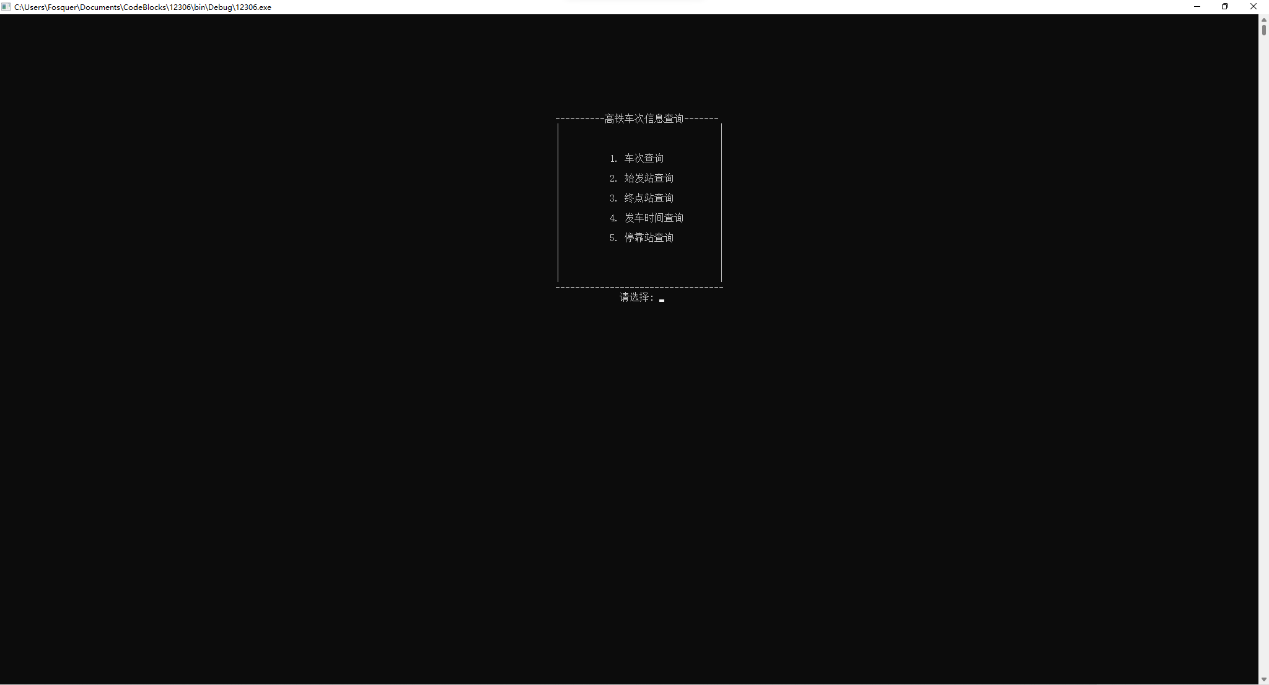 C:\Users\Fosquer\Documents\CodeBlocks\12306\bin\Debug\12306.exe
----------高铁车次信息查询-------
1. 车次查询
2. 始发站查询
3. 终点站查询
4. 发车时间查询
5. 停靠站查询
----------------------------------
请选择: